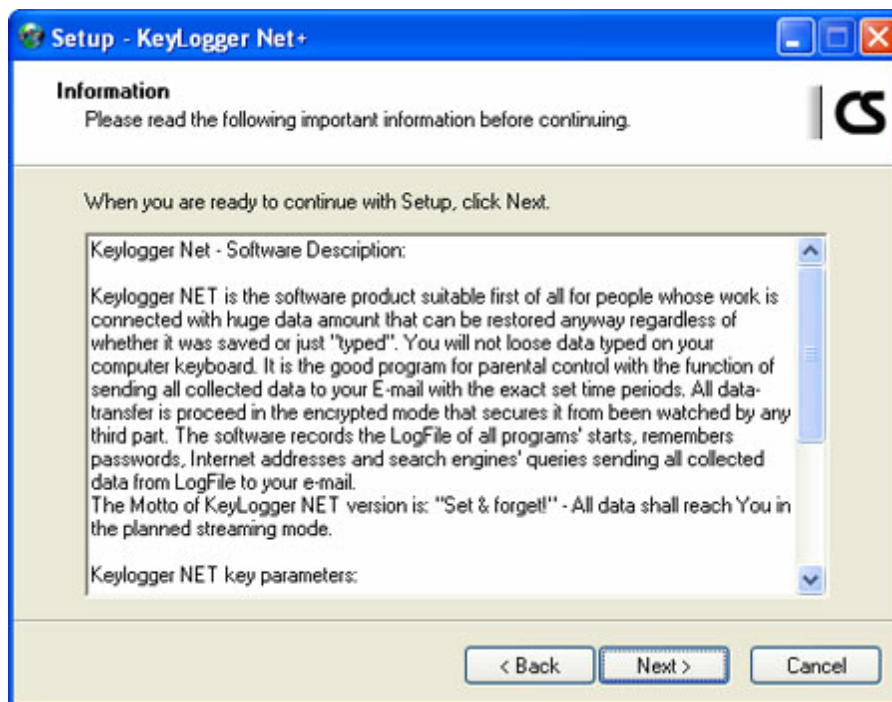 Setup - KeyLogger Net+
Information
Please read the following important information before continuing.
CS
When you are ready to continue with Setup, click Next.
Keylogger Net - Software Description:
Keylogger NET is the software product suitable first of all for people whose work is
connected with huge data amount that can be restored anyway regardless of
whether it was saved or just "typed". You will not loose data typed on your
computer keyboard. It is the good program for parental control with the function of
sending all collected data to your E-mail with the exact set time periods. All data-
transfer is proceed in the encrypted mode that secures it from been watched by any
third part. The software records the LogFile of all programs' starts, remembers
passwords, Internet addresses and search engines' queries sending all collected
data from LogFile to your e-mail.
The Motto of KeyLogger NET version is: "Set & forget!" - All data shall reach You in
the planned streaming mode.
Keylogger NET key parameters:
< Back
Next >
Cancel